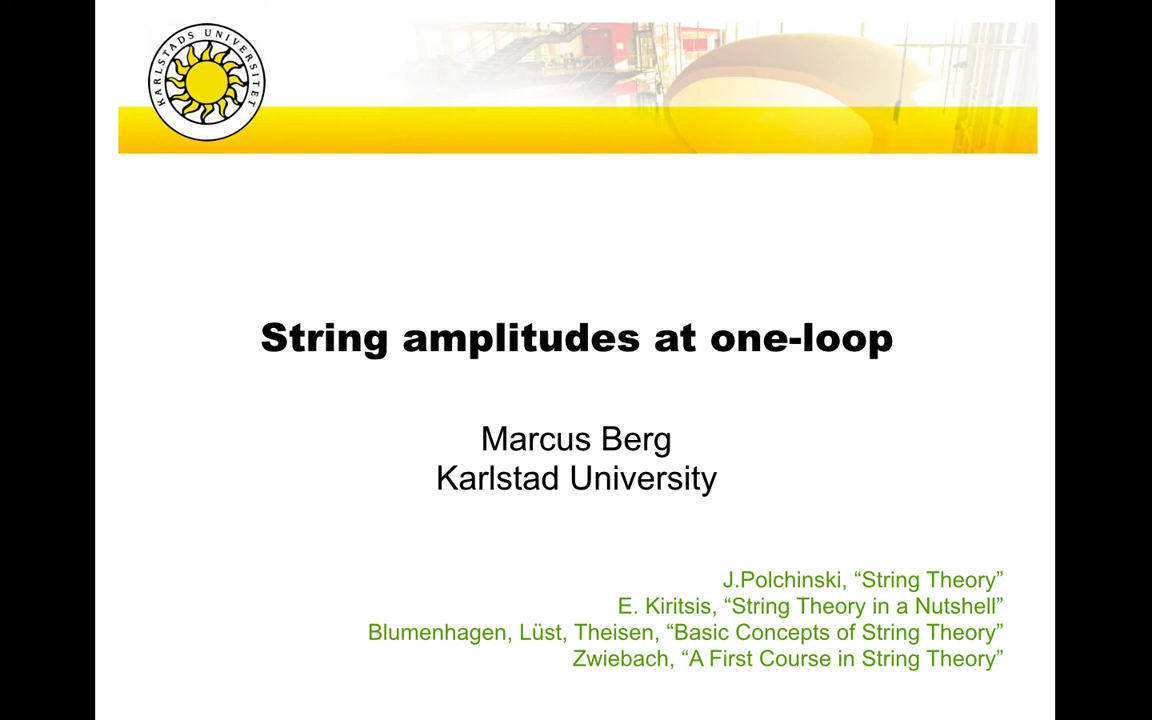 KARLSTADS UNIVERSITET
String amplitudes at one-loop
Marcus Berg
Karlstad University
J.Polchinski, “String Theory”
E. Kiritsis, “String Theory in a Nutshell”
Blumenhagen, Lüst, Theisen, “Basic Concepts of String Theory”
Zwiebach, “A First Course in String Theory”